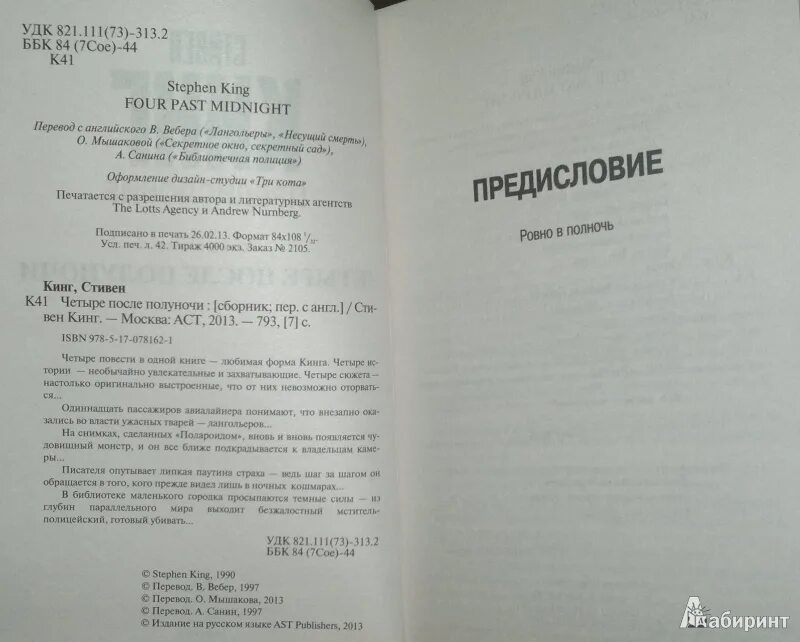 УДК 821.111(73)-313.2
ББК 84 (7Сое)-44
К41
Stephen King
FOUR PAST MIDNIGHT
Перевод с английского В. Вебера («Лангольеры», «Несущий смерть»),
О. Мышаковой («Секретное окно, секретный сад»),
А. Санина («Библиотечная полиция»)
Оформление дизайн-студии «Три кота»
Печатается с разрешения автора и литературных агентств
The Lotts Agency и Andrew Nurnberg.
Подписано в печать 26.02.13. Формат 84x108 1/32.
Усл. печ. л. 42. Тираж 4000 экз. Заказ № 2105.
Кинг, Стивен
К41 Четыре после полуночи : [сборник; пер. с англ.] / Сти-
вен Кинг. — Москва: АСТ, 2013. — 793, [7] с.
ISBN 978-5-17-078162-1
Четыре повести в одной книге — любимая форма Кинга. Четыре ис-
тории — необычайно увлекательные и захватывающие. Четыре сюжета —
настолько оригинально выстроенные, что от них невозможно оторвать-
ся...
Одиннадцать пассажиров авиалайнера понимают, что внезапно ока-
зались во власти ужасных тварей — лангольеров...
На снимках, сделанных «Полароидом», вновь и вновь появляется чу-
довищный монстр, и он все ближе подкрадывается к владельцам каме-
ры...
Писателя опутывает липкая паутина страха — ведь шаг за шагом он
обращается в того, кого прежде видел лишь в ночных кошмарах...
В библиотеке маленького городка просыпаются темные силы — из
глубин параллельного мира выходит безжалостный мститель-
полицейский, готовый убивать...
УДК 821.111(73)-313.2
ББК 84 (7Сое)-44
© Stephen King, 1990
© Перевод. В. Вебер, 1997
© Перевод. О. Мышакова, 2013
© Перевод. А. Санин, 1997
© Издание на русском языке AST Publishers, 2013
ПРЕДИСЛОВИЕ
Ровно в полночь
Лабиринт